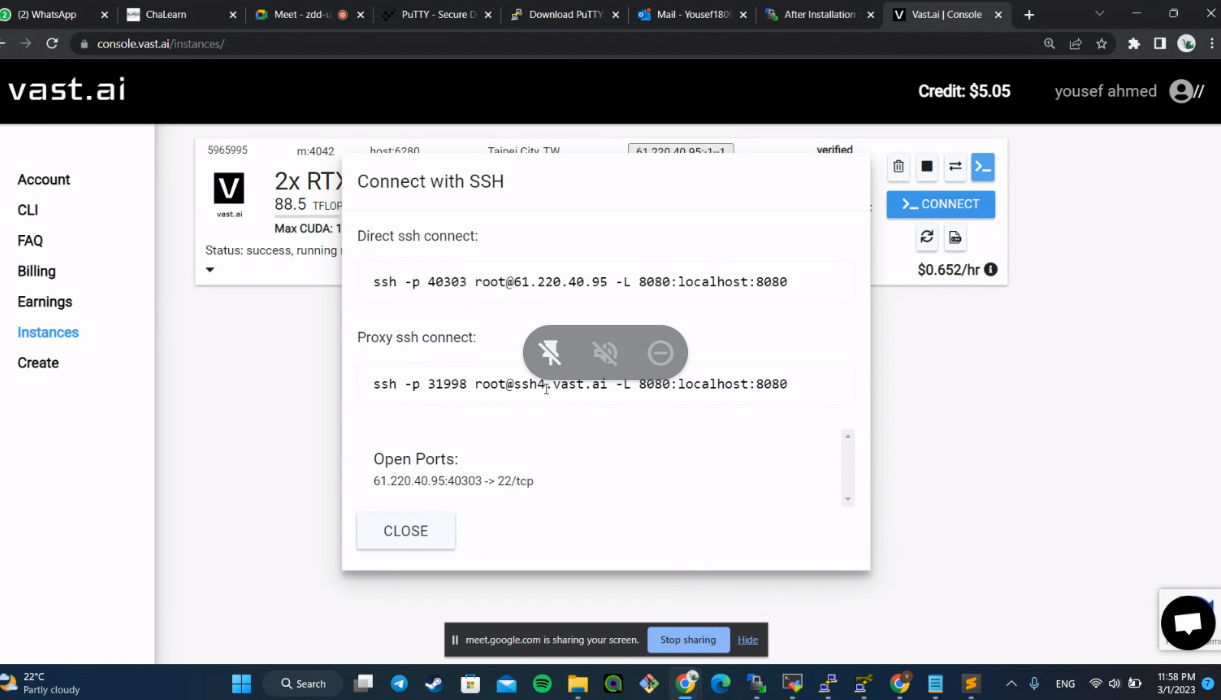 (2) WhatsApp
ChaLearn
Meet - zdd-u
PuTTY - Secure D
Download PuTTY:
Mail - Yousef180
After Installation
Vast.ai | Console
console.vast.ai/instances/
vast.ai
Credit: $5.05
yousef ahmed
Account
CLI
FAQ
Billing
Earnings
Instances
Create
5965995
m:4042
host:6280
Taipei City, TW
61.220.40.95:-1--1
verified
vast.ai
2x RTX
88.5 TFLOP
Max CUDA: 1
Status: success, running
>_ CONNECT
$0.652/hr
Connect with SSH
Direct ssh connect:
ssh -p 40303 root@61.220.40.95 -L 8080:localhost:8080
Proxy ssh connect:
ssh -p 31998 root@ssh4.vast.ai -L 8080:localhost:8080
Open Ports:
61.220.40.95:40303 -> 22/tcp
CLOSE
meet.google.com is sharing your screen.
Stop sharing
Hide
22°C
Partly cloudy
Search
ENG
11:58 PM
3/1/2023